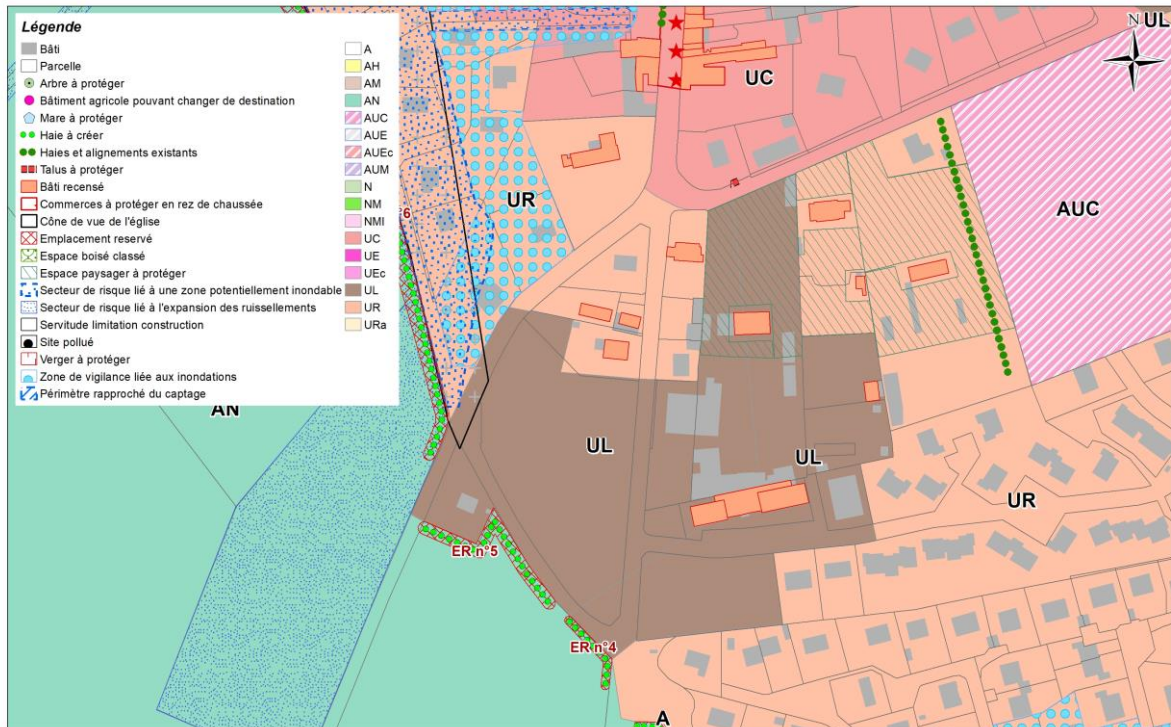 Légende
Bâti
Parcelle
Arbre à protéger
Bâtiment agricole pouvant changer de destination
Mare à protéger
Haie à créer
Haies et alignements existants
Talus à protéger
Bâti recensé
Commerces à protéger en rez de chaussée
Cône de vue de l'église
Emplacement reservé
Espace boisé classé
Espace paysager à protéger
Secteur de risque lié à une zone potentiellement inondable
Secteur de risque lié à l'expansion des ruissellements
Servitude limitation construction
Site pollué
Verger à protéger
Zone de vigilance liée aux inondations
Périmètre rapproché du captage
A
AH
AM
AN
AUC
AUE
AUEc
AUM
N
NM
NMI
UC
UE
UEc
UL
UR
URa
N
UL
UC
UR
6
AUC
AN
UL
UL
UR
ER n°5
ER n°4
A